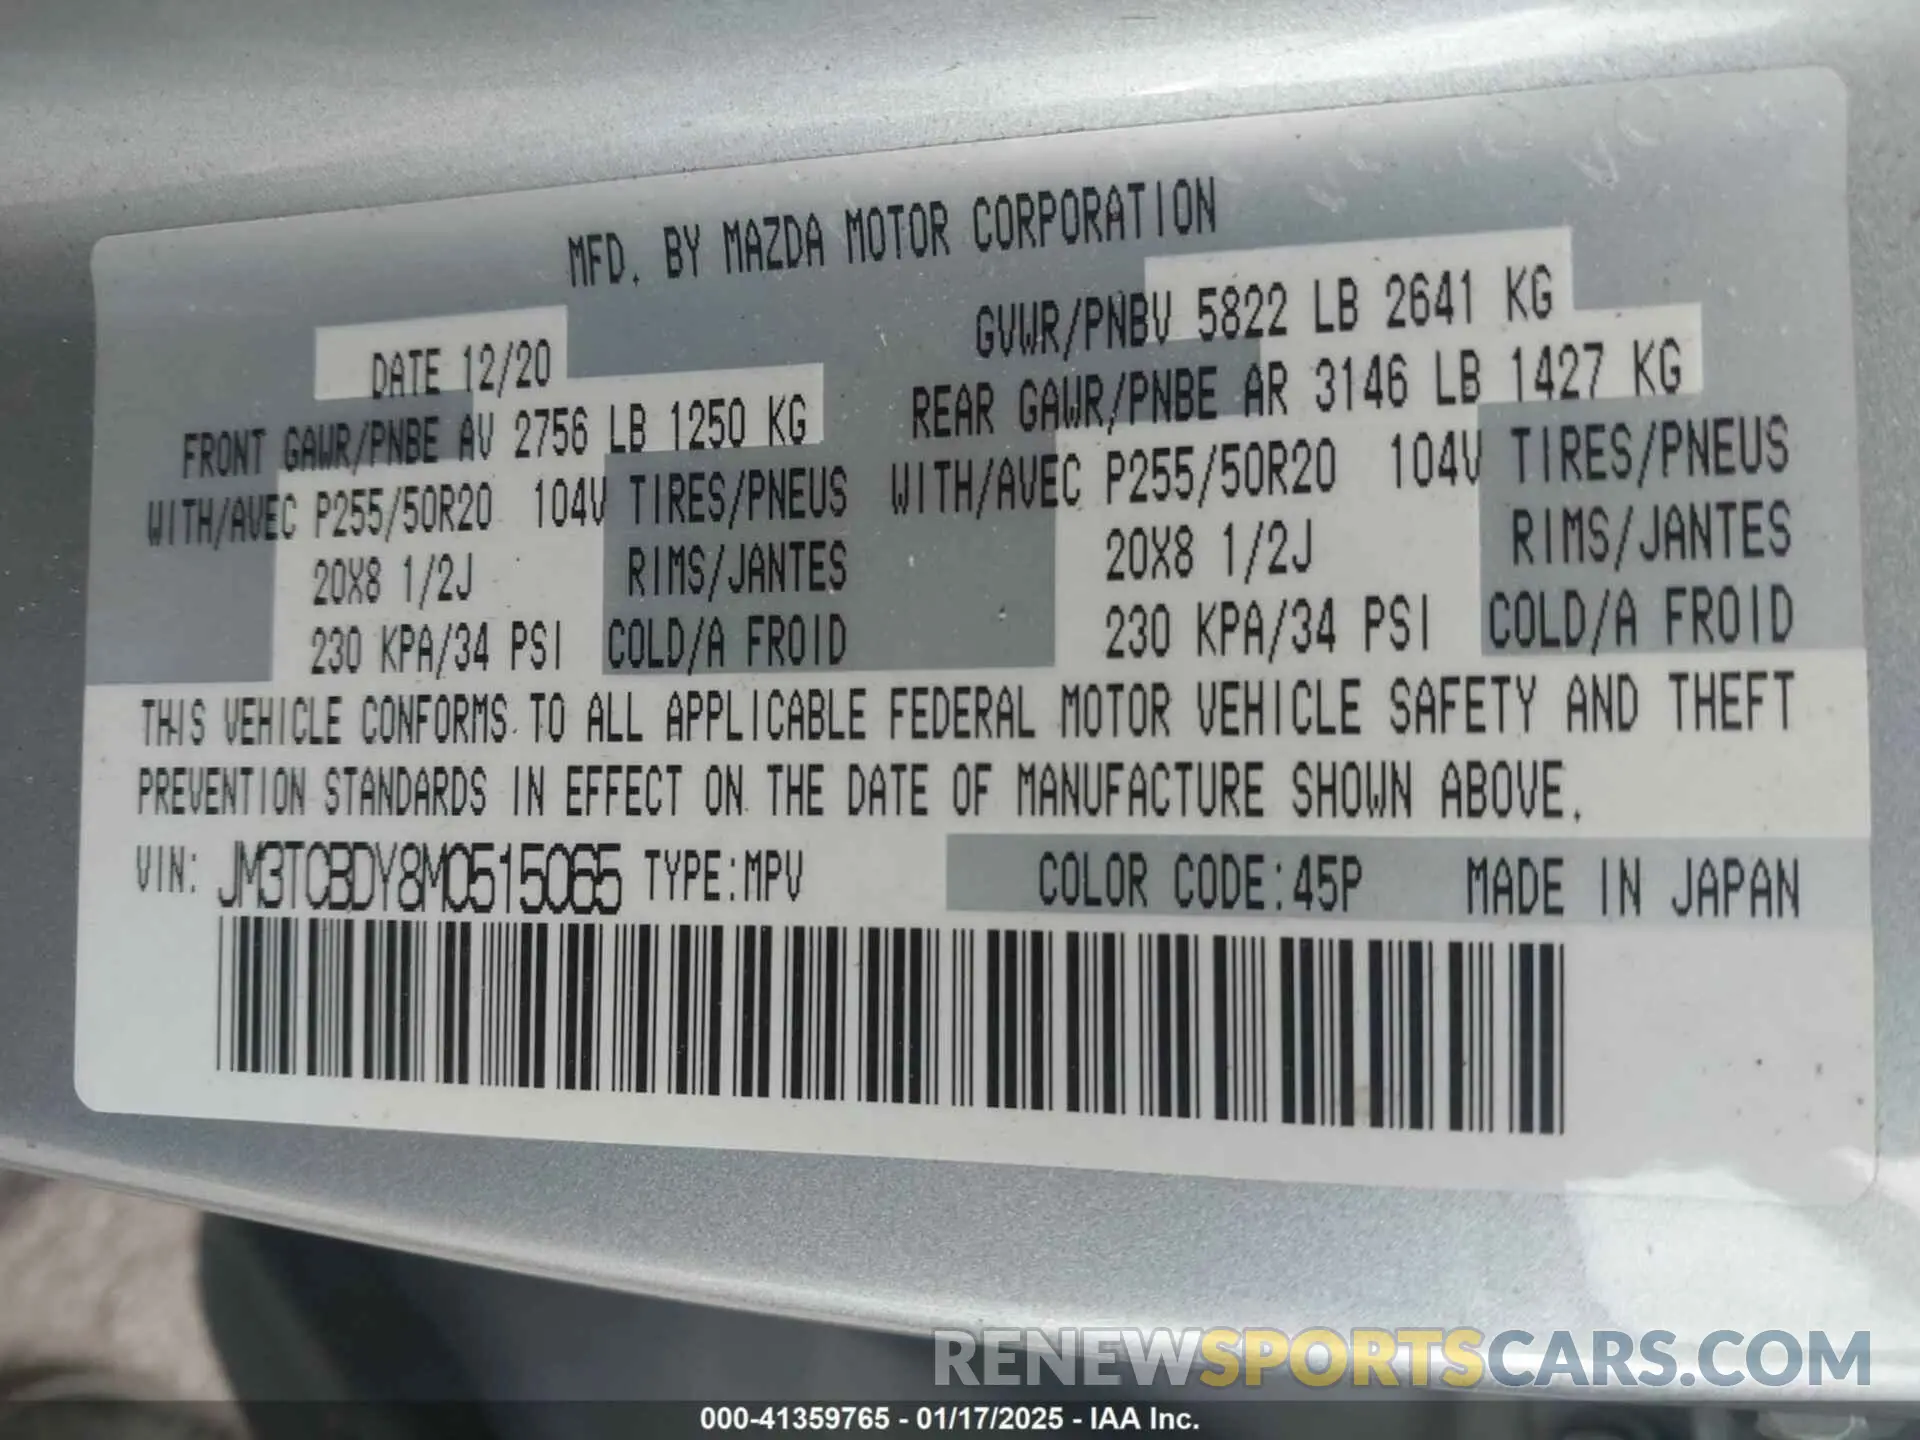 MFD. BY MAZDA MOTOR CORPORATION
DATE 12/20
GVWR/PNBV 5822 LB 2641 KG
FRONT GAWR/PNBE AV 2756 LB 1250 KG
REAR GAWR/PNBE AR 3146 LB 1427 KG
WITH/AVEC P255/50R20 104V TIRES/PNEUS
WITH/AVEC P255/50R20 104V TIRES/PNEUS
20X8 1/2J RIMS/JANTES
20X8 1/2J RIMS/JANTES
230 KPA/34 PSI COLD/A FROID
230 KPA/34 PSI COLD/A FROID
THIS VEHICLE CONFORMS TO ALL APPLICABLE FEDERAL MOTOR VEHICLE SAFETY AND THEFT
PREVENTION STANDARDS IN EFFECT ON THE DATE OF MANUFACTURE SHOWN ABOVE.
VIN: JM3TCBDY8M0515065 TYPE:MPV COLOR CODE:45P MADE IN JAPAN
RENEWSPORTSCARS.COM
000-41359765 - 01/17/2025 - IAA Inc.